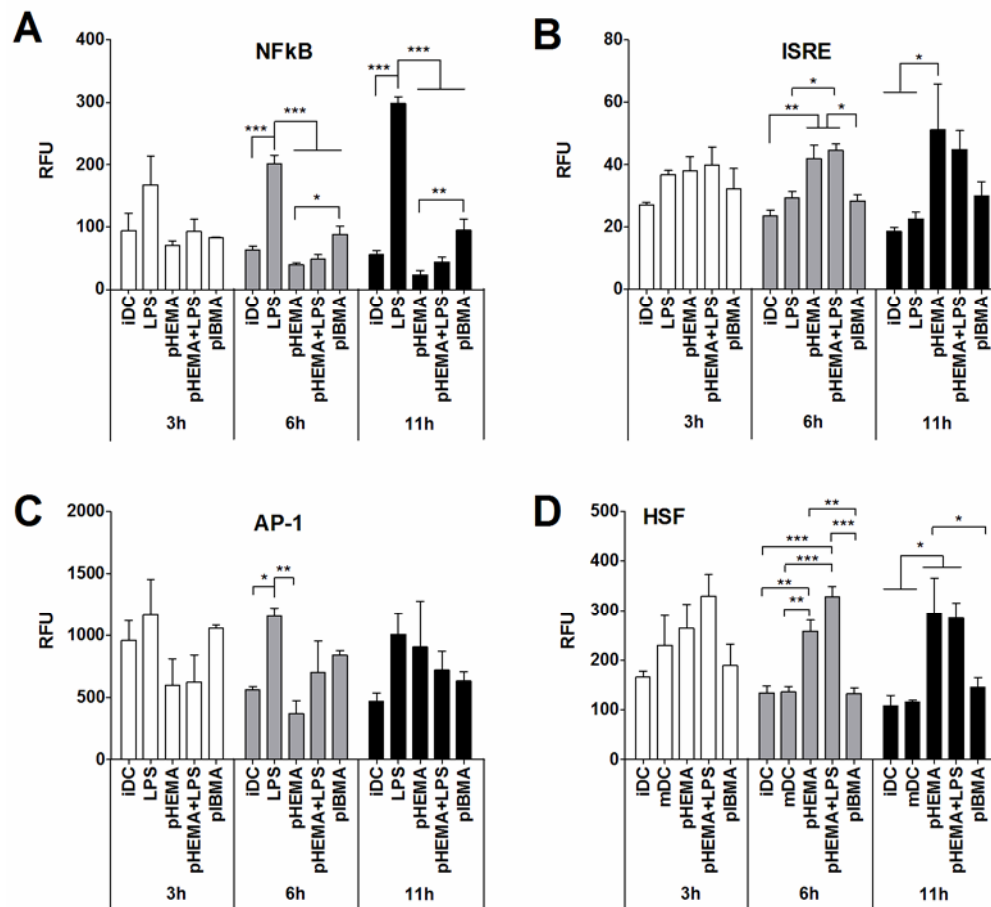 A
NFkB
RFU
400
300
200
100
0
***
***
*
***
***
**
iDC
LPS
pHEMA
pHEMA+LPS
pIBMA
iDC
LPS
pHEMA
pHEMA+LPS
pIBMA
iDC
LPS
pHEMA
pHEMA+LPS
pIBMA
3h 6h 11h
B
ISRE
RFU
80
60
40
20
0
**
*
*
*
iDC
LPS
pHEMA
pHEMA+LPS
pIBMA
iDC
LPS
pHEMA
pHEMA+LPS
pIBMA
iDC
LPS
pHEMA
pHEMA+LPS
pIBMA
3h 6h 11h
C
AP-1
RFU
2000
1500
1000
500
0
*
**
iDC
LPS
pHEMA
pHEMA+LPS
pIBMA
iDC
LPS
pHEMA
pHEMA+LPS
pIBMA
iDC
LPS
pHEMA
pHEMA+LPS
pIBMA
3h 6h 11h
D
HSF
RFU
500
400
300
200
100
0
**
***
***
***
**
**
*
*
iDC
mDC
pHEMA
pHEMA+LPS
pIBMA
iDC
mDC
pHEMA
pHEMA+LPS
pIBMA
iDC
mDC
pHEMA
pHEMA+LPS
pIBMA
3h 6h 11h